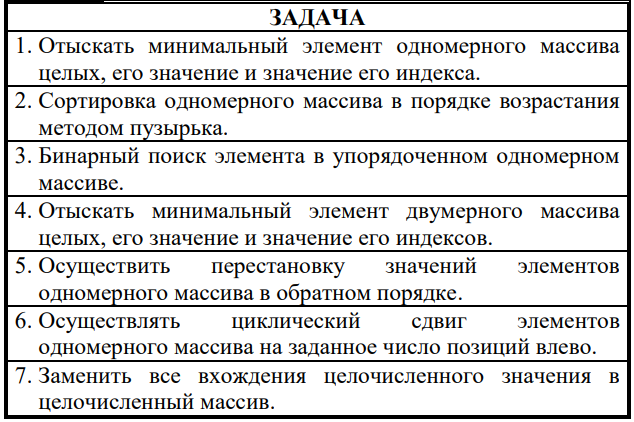 ЗАДАЧА
1. Отыскать минимальный элемент одномерного массива
целых, его значение и значение его индекса.
2. Сортировка одномерного массива в порядке возрастания
методом пузырька.
3. Бинарный поиск элемента в упорядоченном одномерном
массиве.
4. Отыскать минимальный элемент двумерного массива
целых, его значение и значение его индексов.
5. Осуществить перестановку значений элементов
одномерного массива в обратном порядке.
6. Осуществлять циклический сдвиг элементов
одномерного массива на заданное число позиций влево.
7. Заменить все вхождения целочисленного значения в
целочисленный массив.